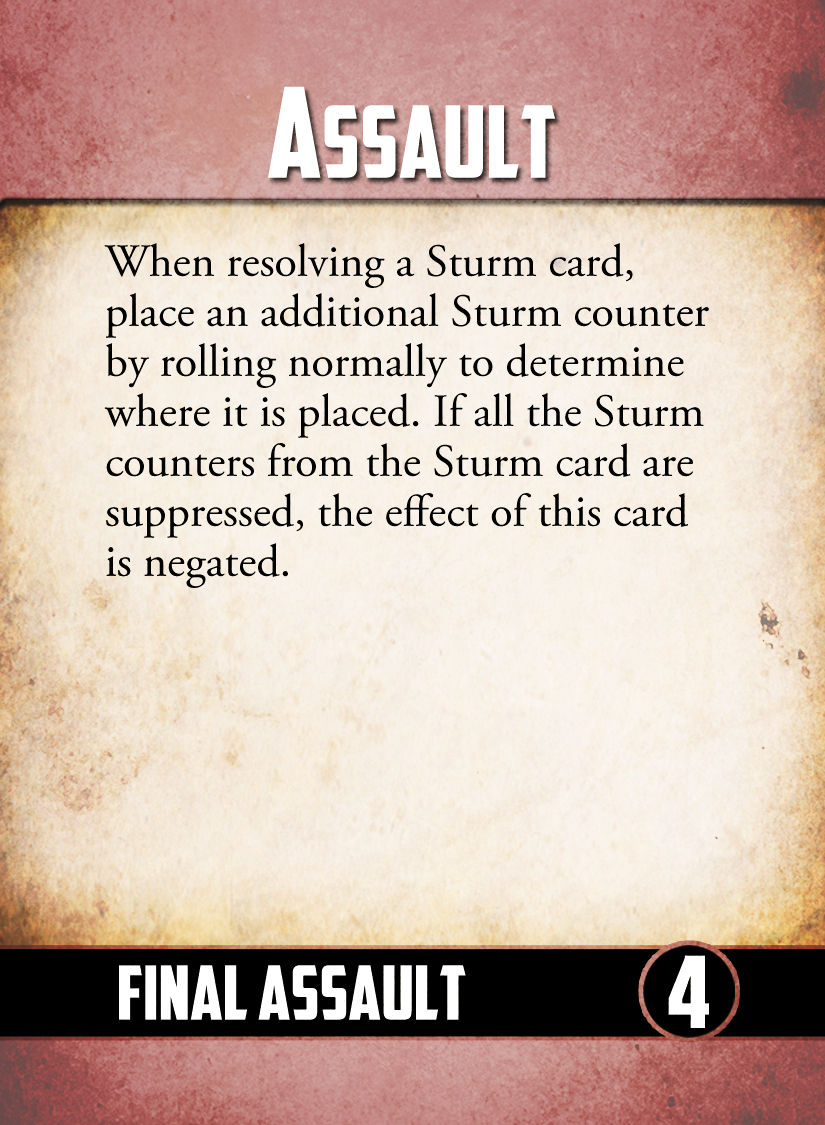 ASSAULT
When resolving a Sturm card,
place an additional Sturm counter
by rolling normally to determine
where it is placed. If all the Sturm
counters from the Sturm card are
suppressed, the effect of this card
is negated.
FINAL ASSAULT 4